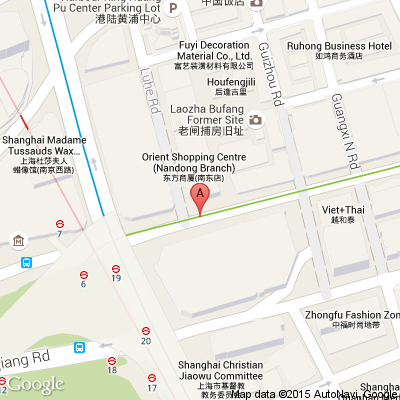 Pu Center Parking Lot
港陆黄浦中心
中国饭店
Luhe Rd
Fuyi Decoration
Material Co., Ltd.
富艺装潢材料有限公司
Guizhou Rd
Ruhong Business Hotel
如鸿商务酒店
Houfengjili
后逢吉里
Guangxi N Rd
Laozha Bufang
Former Site
老闸捕房旧址
Shanghai Madame
Tussauds Wax...
上海杜莎夫人
蜡像馆(南京西路)
Orient Shopping Centre
(Nandong Branch)
东方商厦(南东店)
A
Viet+Thai
越和泰
7
6
19
9
20
Zhongfu Fashion Zon
中福时尚地带
jiang Rd
12
17
Shanghai Christian
Jiaowu Committee
上海市基督教
教务委员会
Shanghai
Google
Map data ©2015 AutoNavi, Google